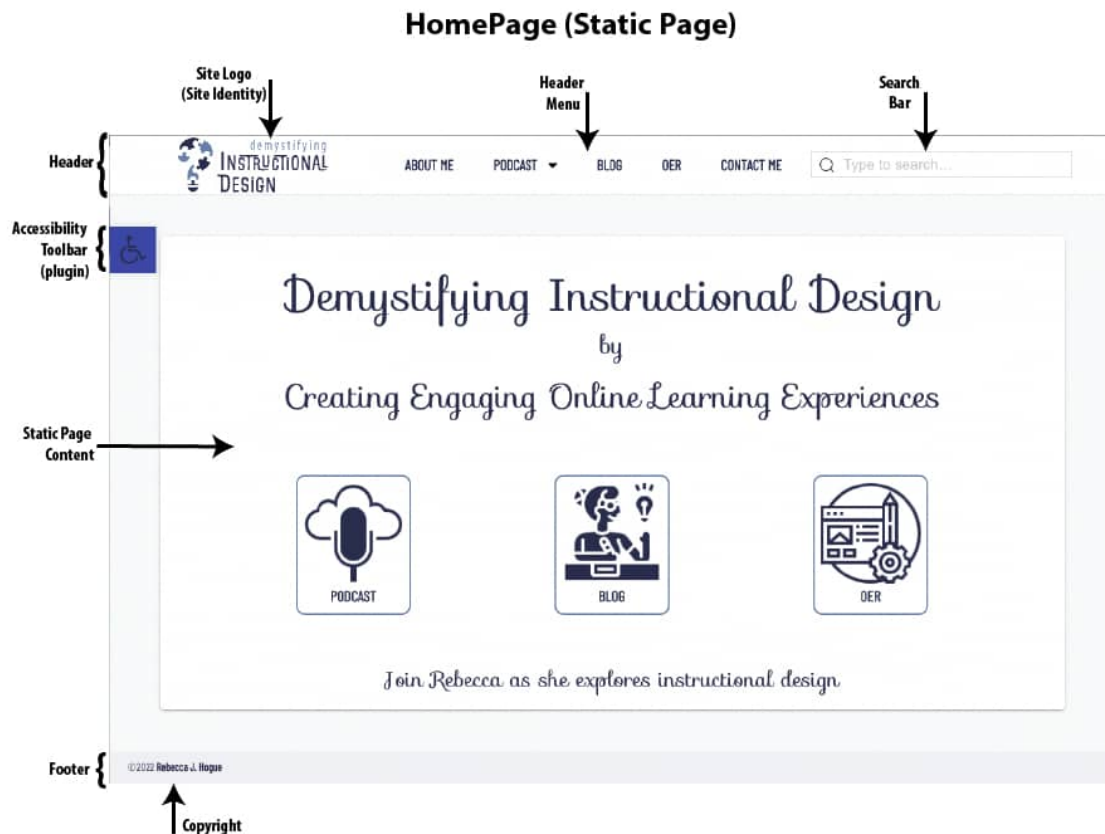 HomePage (Static Page)
Site Logo
(Site Identity)
Header
Menu
Search
Bar
Header
demystifying
INSTRUCTIONAL
DESIGN
ABOUT ME PODCAST BLOG OER CONTACT ME Type to search...
Accessibility
Toolbar
(plugin)
Demystifying Instructional Design
by
Creating Engaging Online Learning Experiences
Static Page
Content
PODCAST BLOG OER
Join Rebecca as she explores instructional design
Footer
©2022 Rebecca J. Hogue
Copyright